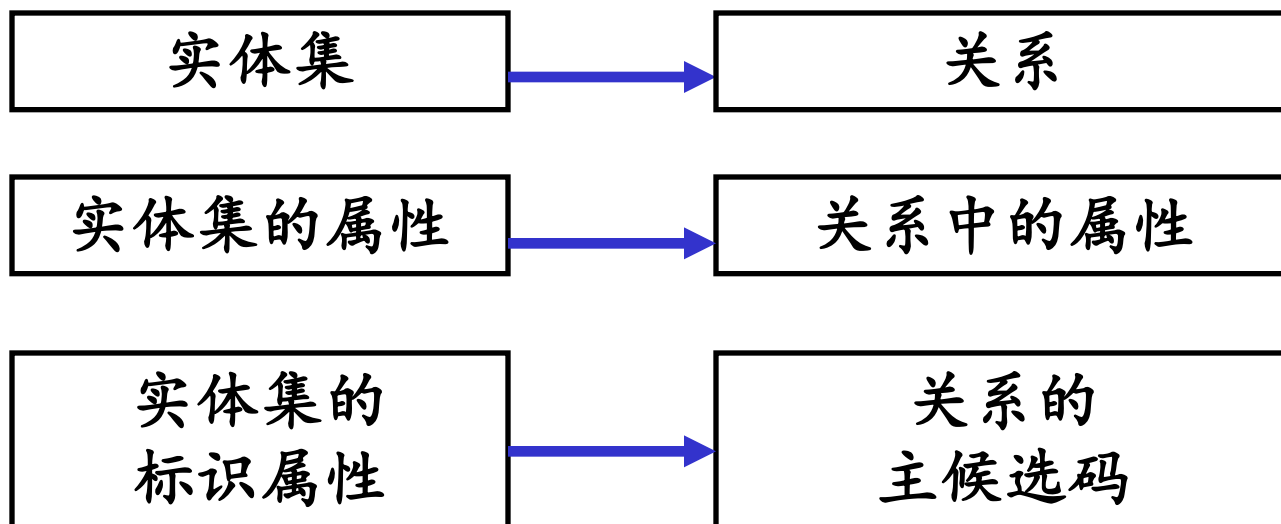 实体集
关系
实体集的属性
关系中的属性
实体集的
标识属性
关系的
主候选码